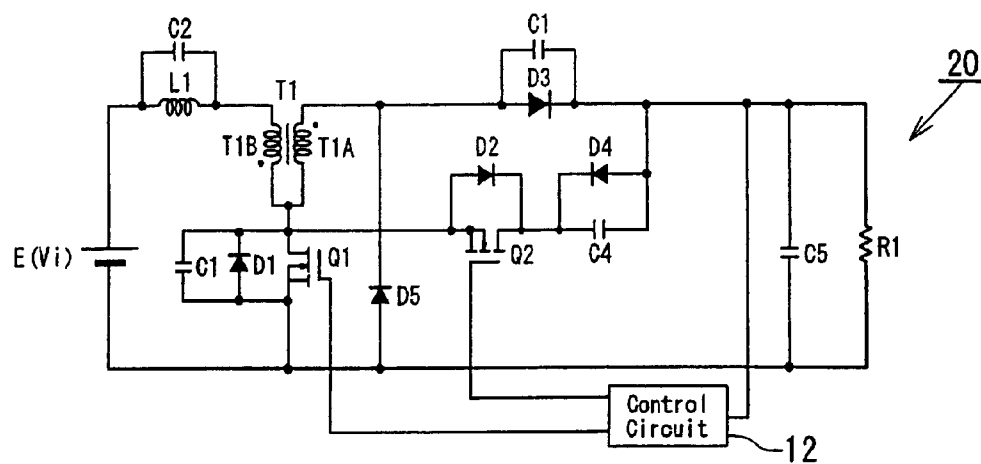 C2
C1
L1
T1
D3
20
T1B
T1A
D2
D4
E(Vi)
C1
D1
Q1
Q2
C4
C5
R1
D5
Control
Circuit
12